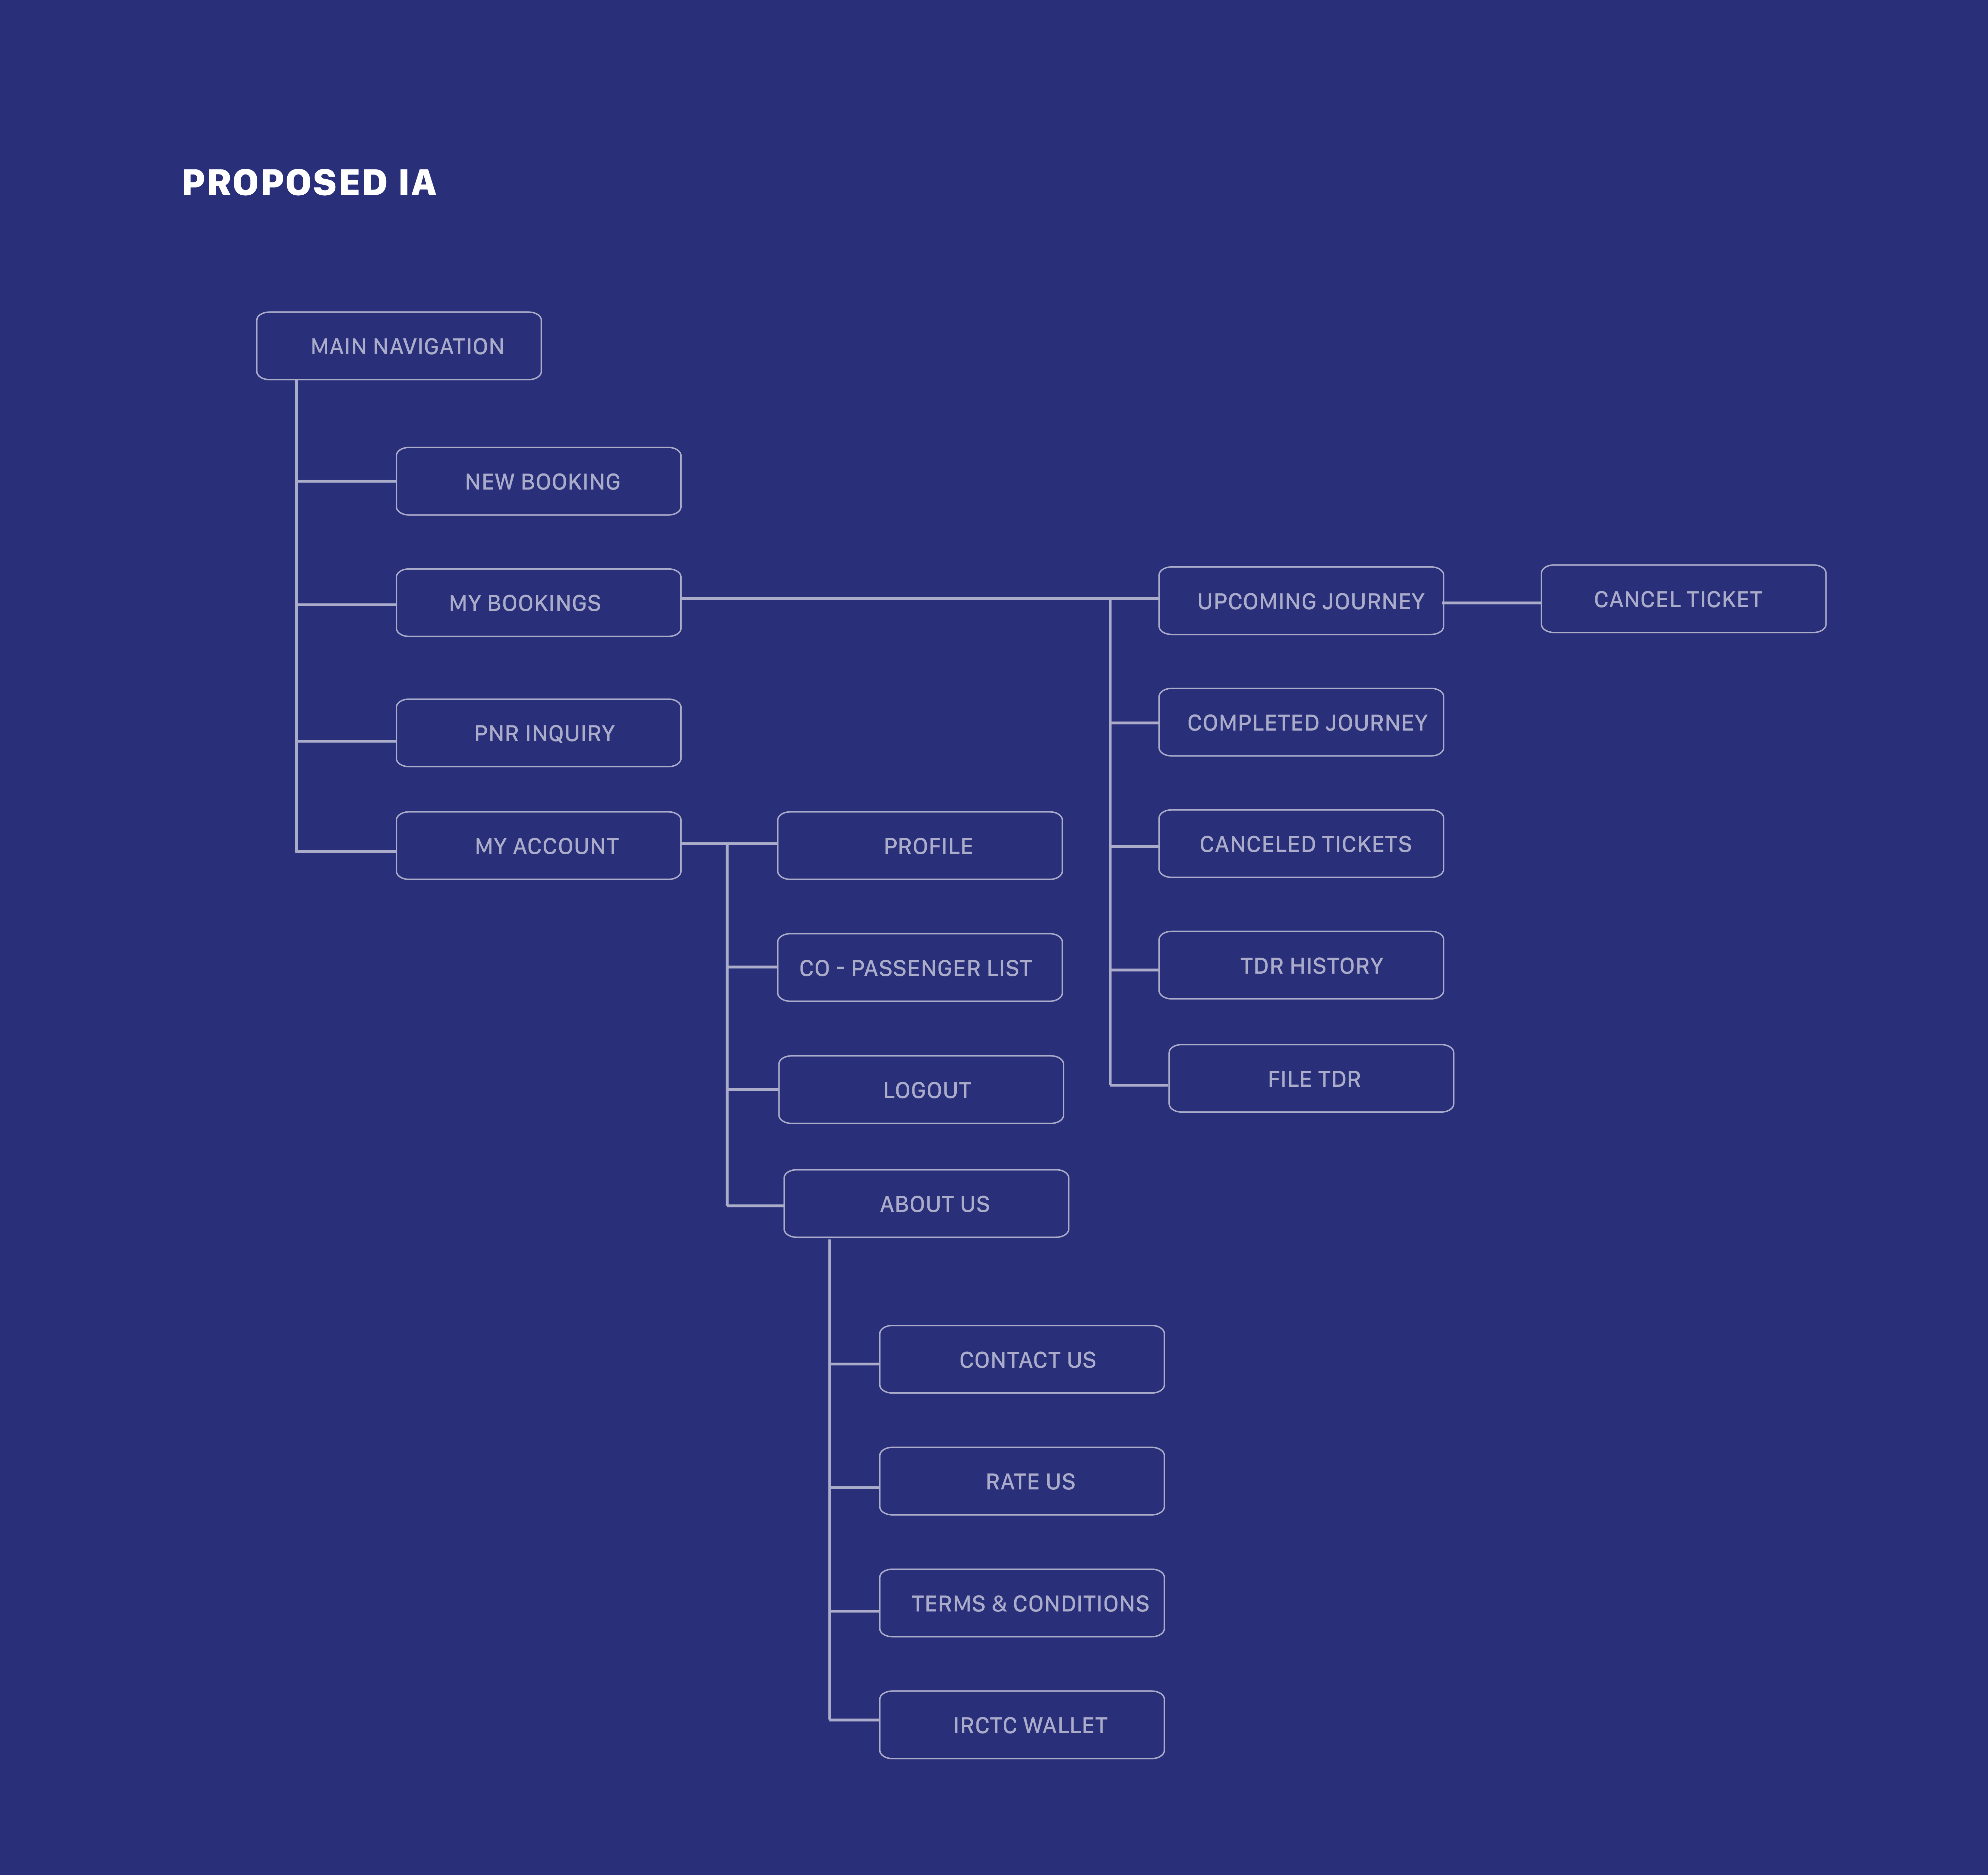 PROPOSED IA
MAIN NAVIGATION
NEW BOOKING
MY BOOKINGS
UPCOMING JOURNEY
CANCEL TICKET
COMPLETED JOURNEY
CANCELED TICKETS
TDR HISTORY
FILE TDR
PNR INQUIRY
MY ACCOUNT
PROFILE
CO - PASSENGER LIST
LOGOUT
ABOUT US
CONTACT US
RATE US
TERMS & CONDITIONS
IRCTC WALLET